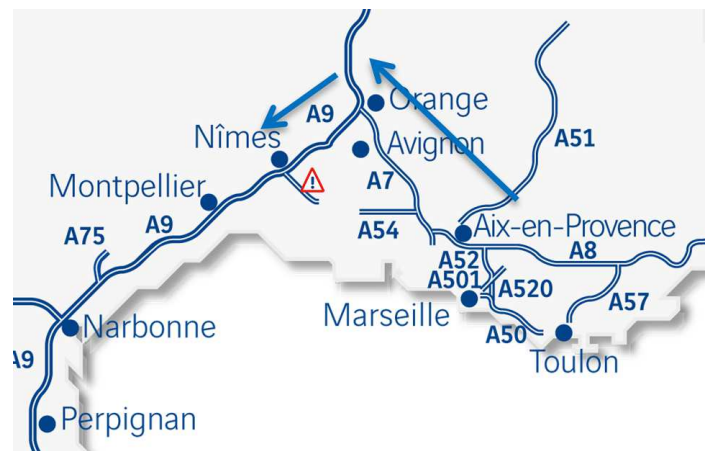 Orange
A9
Nîmes
Avignon
A51
!
A7
Montpellier
A9
A54
Aix-en-Provence
A75
A52
A8
A501
A520
A57
Marseille
A50
Narbonne
A9
Toulon
Perpignan